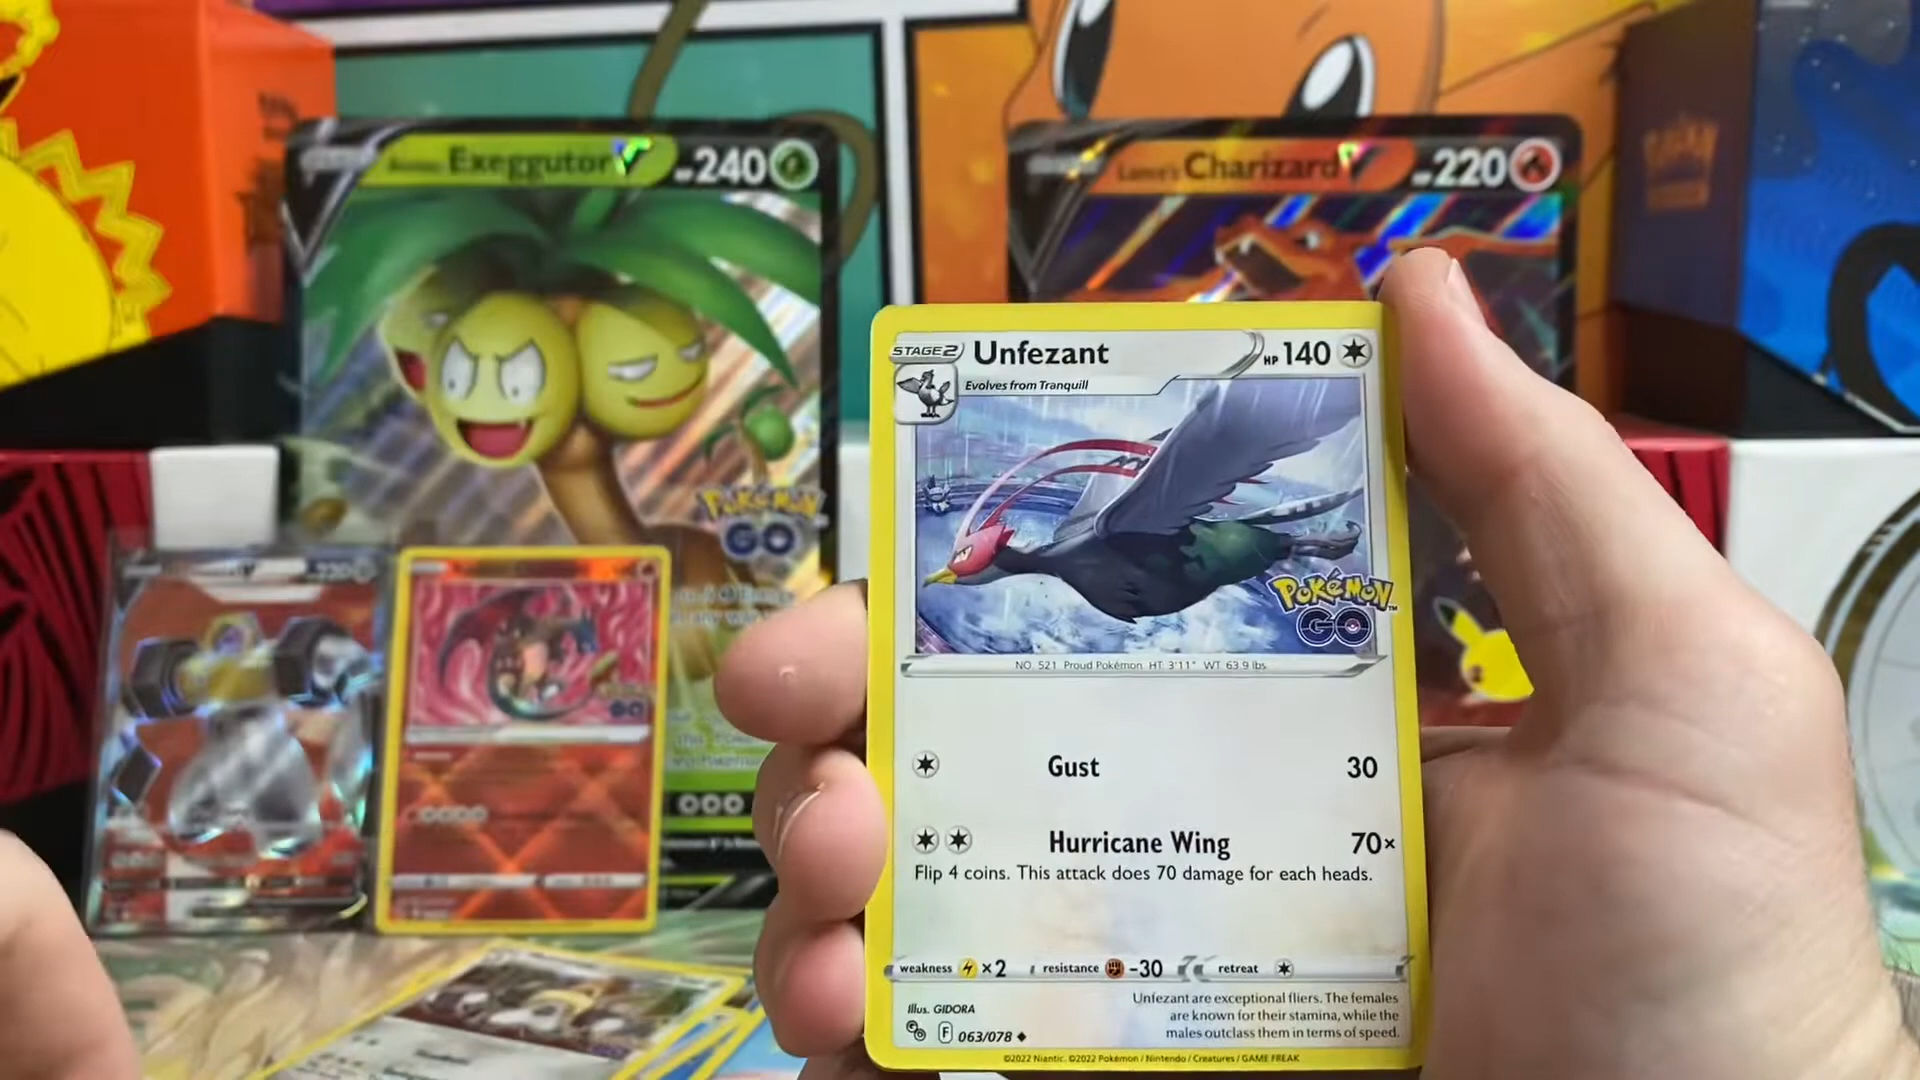 Exeggutor V 240
Lance's Charizard V 220
POKÉMON
GO
STAGE2 Unfezant HP 140
Evolves from Tranquill
POKÉMON™
GO
NO. 521 Proud Pokémon HT: 3'11" WT: 63.9 lbs.
Gust 30
Hurricane Wing 70×
Flip 4 coins. This attack does 70 damage for each heads.
weakness ×2 resistance -30 retreat
Illus. GIDORA
Unfezant are exceptional fliers. The females
are known for their stamina, while the
males outclass them in terms of speed.
F 063/078
©2022 Niantic. ©2022 Pokémon / Nintendo / Creatures / GAME FREAK